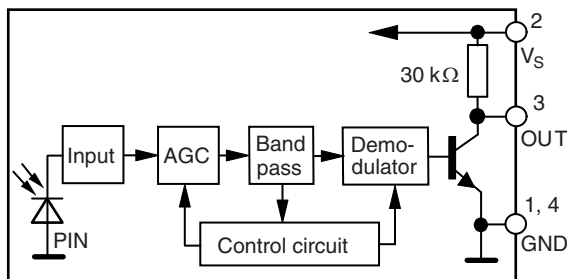 2
V_S
30 kΩ
3
OUT
Input
AGC
Band
pass
Demo-
dulator
1, 4
GND
PIN
Control circuit